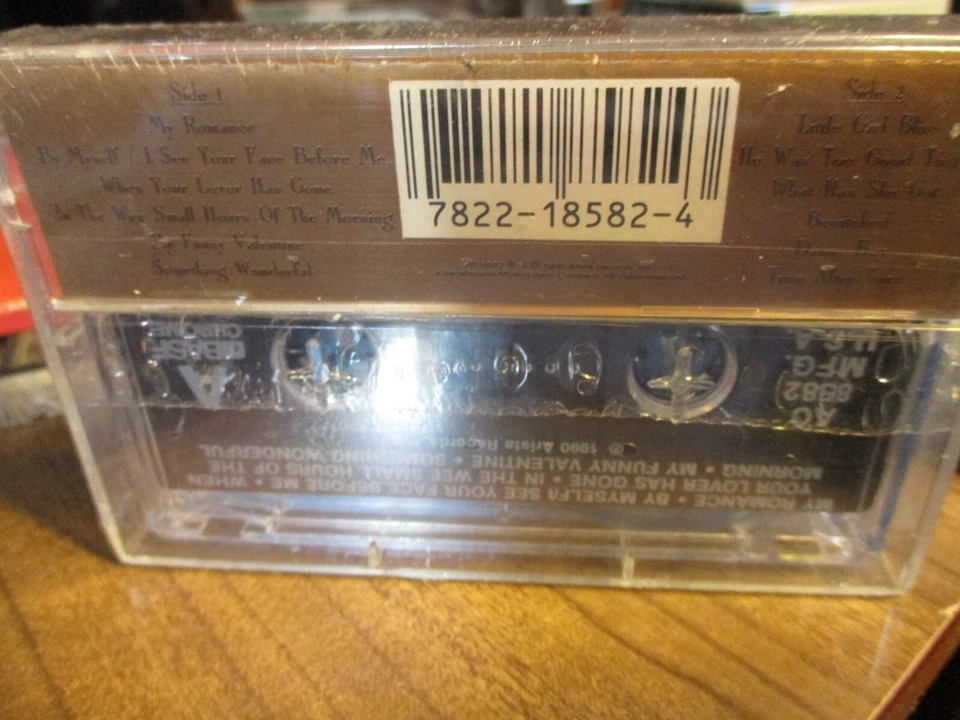 Side 1
My Romance
By Myself / I See Your Face Before Me
When Your Lover Has Gone
In The Wee Small Hours Of The Morning
My Funny Valentine
Something Wonderful
7822-18582-4
Side 2
Little Girl Blue
He Was Too Good To
What Has She Got
Bewitched
Time After
BASF
CHROME
U.S.A.
MFG.
8582
AC
℗ 1990 Arista Records
MY ROMANCE • BY MYSELF/I SEE YOUR FACE BEFORE ME • WHEN
YOUR LOVER HAS GONE • IN THE WEE SMALL HOURS OF THE
MORNING • MY FUNNY VALENTINE • SOMETHING WONDERFUL